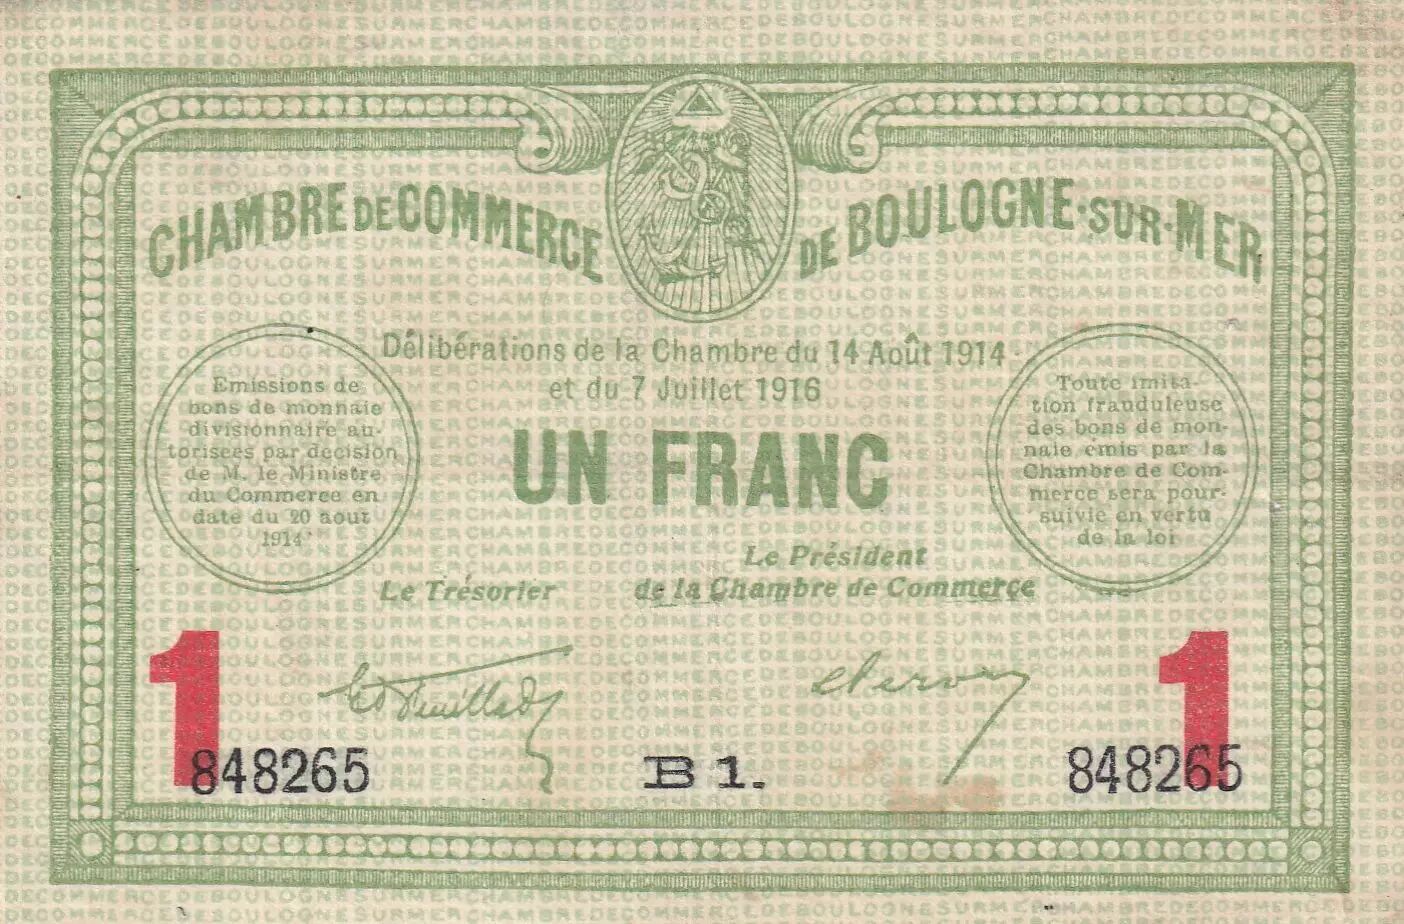 CHAMBRE DE COMMERCE DE BOULOGNE-SUR-MER
Délibérations de la Chambre du 14 Août 1914
et du 7 Juillet 1916
UN FRANC
Emissions de
bons de monnaie
divisionnaire au-
torisées par décision
de M. le Ministre
du Commerce en
date du 20 aout
1914
Toute imita-
tion frauduleuse
des bons de mon-
naie émis par la
Chambre de Com-
merce sera pour-
suivie en vertu
de la loi
Le Trésorier
Le Président
de la Chambre de Commerce
1
1
848265
B 1.
848265